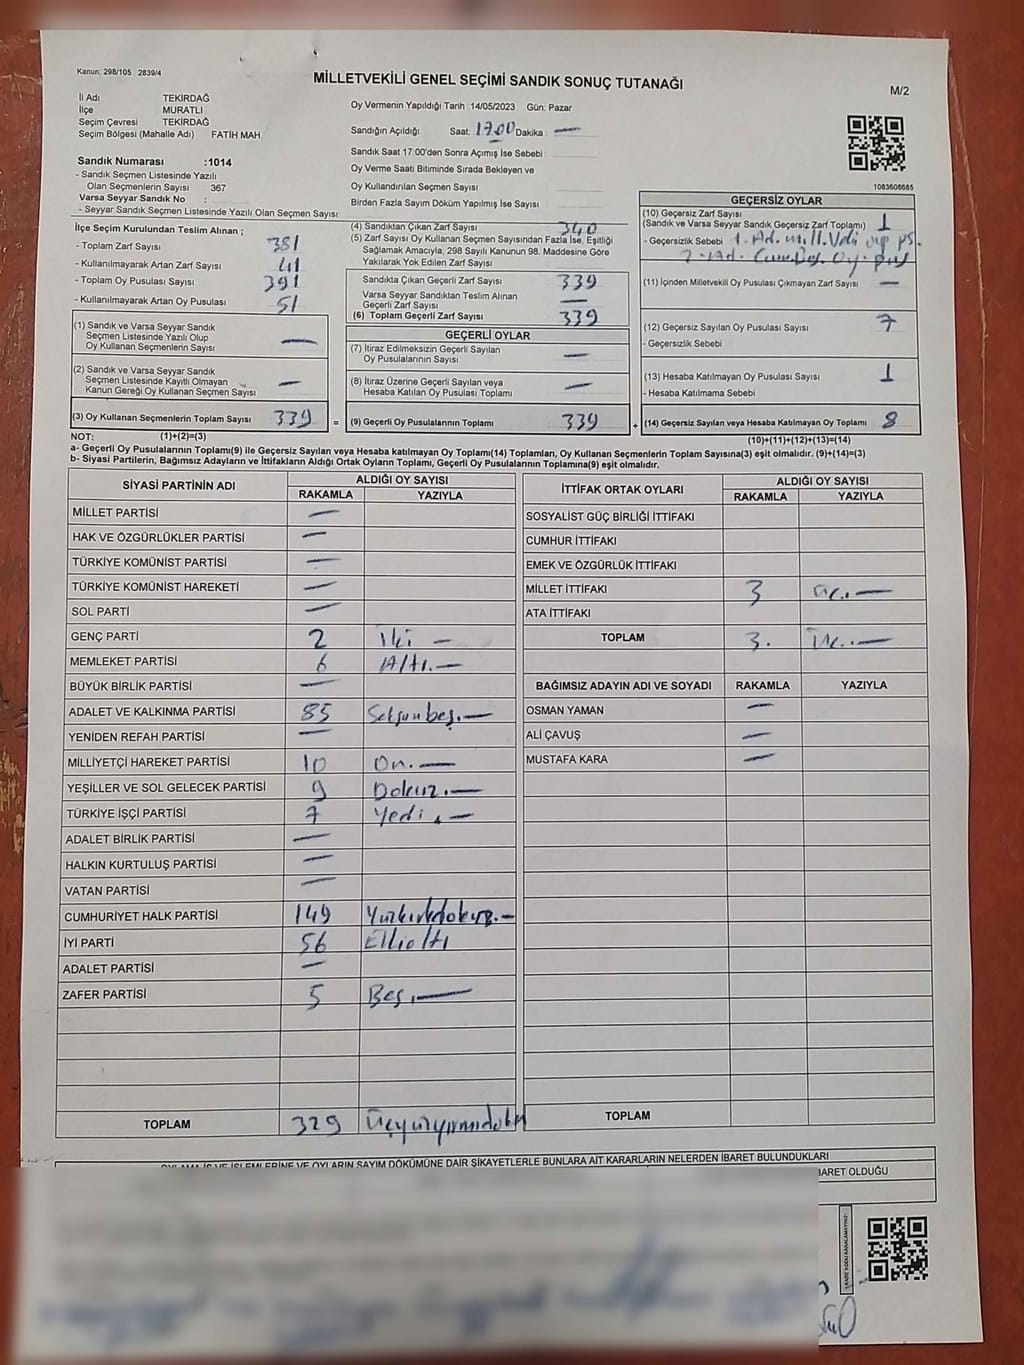 Kanun, 298/105 2839/4
MİLLETVEKİLİ GENEL SEÇİMİ SANDIK SONUÇ TUTANAĞI
M/2
İl Adı TEKİRDAĞ
İlçe MURATLI
Seçim Çevresi TEKİRDAĞ
Seçim Bölgesi (Mahalle Adı) FATİH MAH.
Sandık Numarası :1014
- Sandık Seçmen Listesinde Yazılı
Olan Seçmenlerin Sayısı 367
Varsa Seyyar Sandık No :
- Seyyar Sandık Seçmen Listesinde Yazılı Olan Seçmen Sayısı
Oy Vermenin Yapıldığı Tarih 14/05/2023 Gün: Pazar
Sandığın Açıldığı Saat: 17.00 Dakika : —
Sandık Saat 17:00'den Sonra Açımış İse Sebebi :
Oy Verme Saati Bitiminde Sırada Bekleyen ve
Oy Kullandırılan Seçmen Sayısı
Birden Fazla Sayım Döküm Yapılmış İse Sayısı
1083608685
İlçe Seçim Kurulundan Teslim Alınan ;
- Toplam Zarf Sayısı 381
- Kullanılmayarak Artan Zarf Sayısı 41
- Toplam Oy Pusulası Sayısı 391
- Kullanılmayarak Artan Oy Pusulası 51
(1) Sandık ve Varsa Seyyar Sandık
Seçmen Listesinde Yazılı Olup
Oy Kullanan Seçmenlerin Sayısı —
(2) Sandık ve Varsa Seyyar Sandık
Seçmen Listesinde Kayıtlı Olmayan
Kanun Gereği Oy Kullanan Seçmen Sayısı —
(3) Oy Kullanan Seçmenlerin Toplam Sayısı 339
(4) Sandıktan Çıkan Zarf Sayısı 340
(5) Zarf Sayısı Oy Kullanan Seçmen Sayısından Fazla İse, Eşitliği
Sağlamak Amacıyla, 298 Sayılı Kanunun 98. Maddesine Göre
Yakılarak Yok Edilen Zarf Sayısı
Sandıkta Çıkan Geçerli Zarf Sayısı 339
Varsa Seyyar Sandıktan Teslim Alınan
Geçerli Zarf Sayısı —
(6) Toplam Geçerli Zarf Sayısı 339
GEÇERLİ OYLAR
(7) İtiraz Edilmeksizin Geçerli Sayılan
Oy Pusulalarının Sayısı —
(8) İtiraz Üzerine Geçerli Sayılan veya
Hesaba Katılan Oy Pusulası Toplamı —
= (9) Geçerli Oy Pusulalarının Toplamı 339
GEÇERSİZ OYLAR
(10) Geçersiz Zarf Sayısı
(Sandık ve Varsa Seyyar Sandık Geçersiz Zarf Toplamı) 1
- Geçersizlik Sebebi 1. Ad. mill. Vdi oy ps.
(11) İçinden Milletvekili Oy Pusulası Çıkmayan Zarf Sayısı —
(12) Geçersiz Sayılan Oy Pusulası Sayısı 7
- Geçersizlik Sebebi
(13) Hesaba Katılmayan Oy Pusulası Sayısı 1
- Hesaba Katılmama Sebebi
+ (14) Geçersiz Sayılan veya Hesaba Katılmayan Oy Toplamı 8
NOT: (1)+(2)=(3)
(10)+(11)+(12)+(13)=(14)
a- Geçerli Oy Pusulalarının Toplamı(9) ile Geçersiz Sayılan veya Hesaba Katılmayan Oy Toplamı(14) Toplamları, Oy Kullanan Seçmenlerin Toplam Sayısına(3) eşit olmalıdır. (9)+(14)=(3)
b- Siyasi Partilerin, Bağımsız Adayların ve İttifakların Aldığı Ortak Oyların Toplamı, Geçerli Oy Pusulalarının Toplamına(9) eşit olmalıdır.
SİYASİ PARTİNİN ADI ALDIĞI OY SAYISI
RAKAMLA YAZIYLA
MİLLET PARTİSİ —
HAK VE ÖZGÜRLÜKLER PARTİSİ —
TÜRKİYE KOMÜNİST PARTİSİ —
TÜRKİYE KOMÜNİST HAREKETİ —
SOL PARTİ —
GENÇ PARTİ 2 İki —
MEMLEKET PARTİSİ 6 Altı. —
BÜYÜK BİRLİK PARTİSİ —
ADALET VE KALKINMA PARTİSİ 85 Seksenbeş. —
YENİDEN REFAH PARTİSİ —
MİLLİYETÇİ HAREKET PARTİSİ 10 On. —
YEŞİLLER VE SOL GELECEK PARTİSİ 9 Dokuz. —
TÜRKİYE İŞÇİ PARTİSİ 7 Yedi. —
ADALET BİRLİK PARTİSİ —
HALKIN KURTULUŞ PARTİSİ —
VATAN PARTİSİ —
CUMHURİYET HALK PARTİSİ 149 Yüzkırkdokuz. —
İYİ PARTİ 56 Ellialtı
ADALET PARTİSİ —
ZAFER PARTİSİ 5 Beş. —
TOPLAM 329
İTTİFAK ORTAK OYLARI ALDIĞI OY SAYISI
RAKAMLA YAZIYLA
SOSYALİST GÜÇ BİRLİĞİ İTTİFAKI
CUMHUR İTTİFAKI
EMEK VE ÖZGÜRLÜK İTTİFAKI
MİLLET İTTİFAKI 3 Üç. —
ATA İTTİFAKI
TOPLAM 3. Üç. —
BAĞIMSIZ ADAYIN ADI VE SOYADI RAKAMLA YAZIYLA
OSMAN YAMAN —
ALİ ÇAVUŞ —
MUSTAFA KARA —
TOPLAM
OYLAMA İŞ VE İŞLEMLERİNE VE OYLARIN SAYIM DÖKÜMÜNE DAİR ŞİKAYETLERLE BUNLARA AİT KARARLARIN NELERDEN İBARET BULUNDUKLARI
BARET OLDUĞU